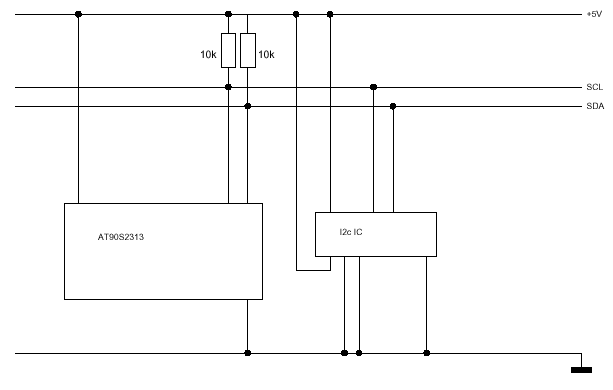 +5V
10k 10k
SCL
SDA
AT90S2313
I2c IC